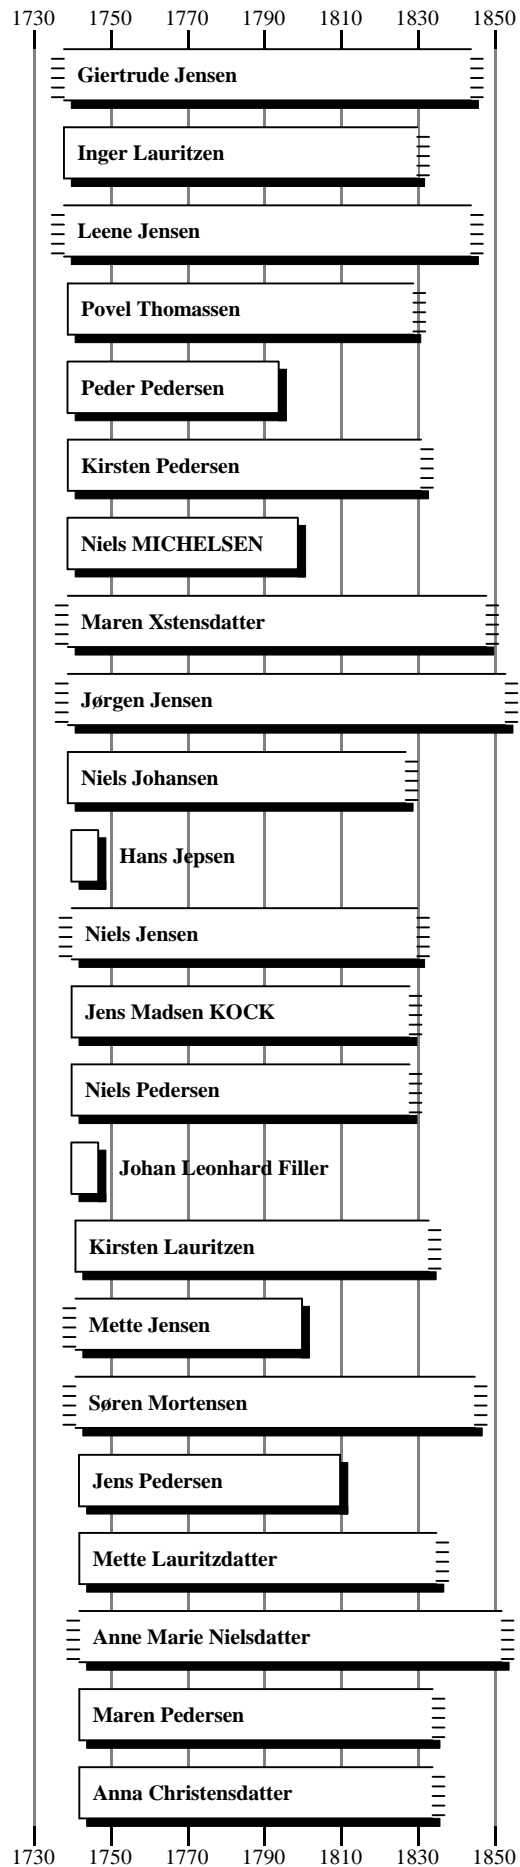 1730 1750 1770 1790 1810 1830 1850
Giertrude Jensen
Inger Lauritzen
Leene Jensen
Povel Thomassen
Peder Pedersen
Kirsten Pedersen
Niels MICHELSEN
Maren Xstensdatter
Jørgen Jensen
Niels Johansen
Hans Jepsen
Niels Jensen
Jens Madsen KOCK
Niels Pedersen
Johan Leonhard Filler
Kirsten Lauritzen
Mette Jensen
Søren Mortensen
Jens Pedersen
Mette Lauritzdatter
Anne Marie Nielsdatter
Maren Pedersen
Anna Christensdatter
1730 1750 1770 1790 1810 1830 1850